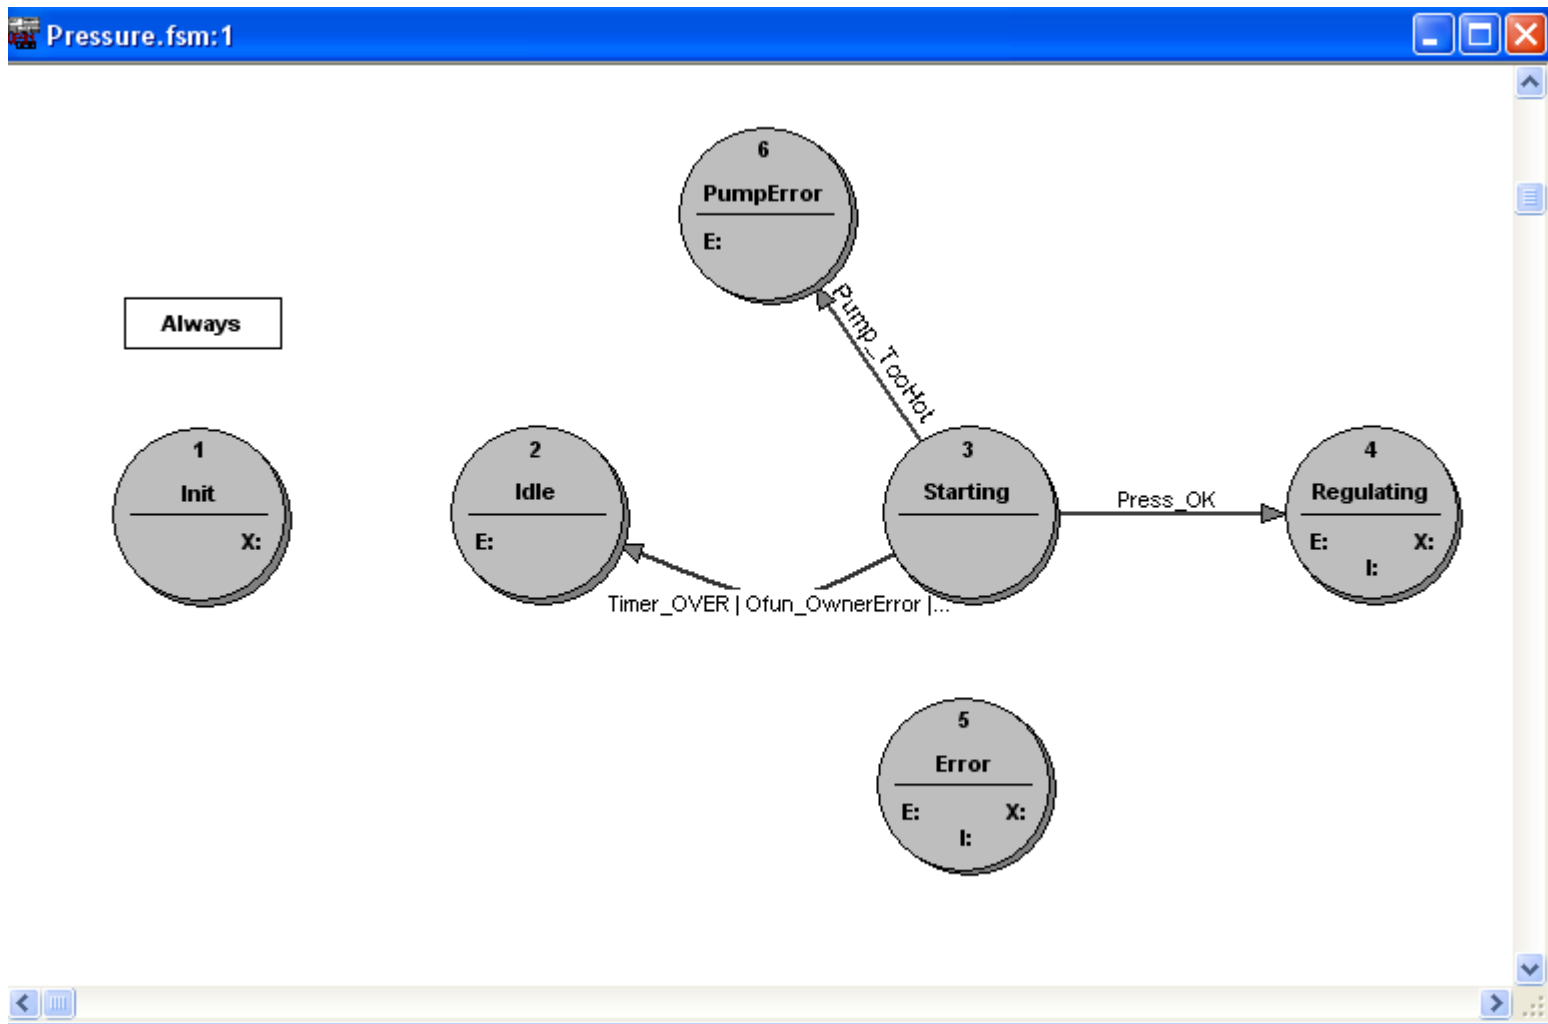 Pressure.fsm:1
6
PumpError
E:
Pump_TooHot
Always
1
Init
X:
2
Idle
E:
3
Starting
Press_OK
4
Regulating
E: X:
I:
Timer_OVER | Ofun_OwnerError |...
5
Error
E: X:
I: